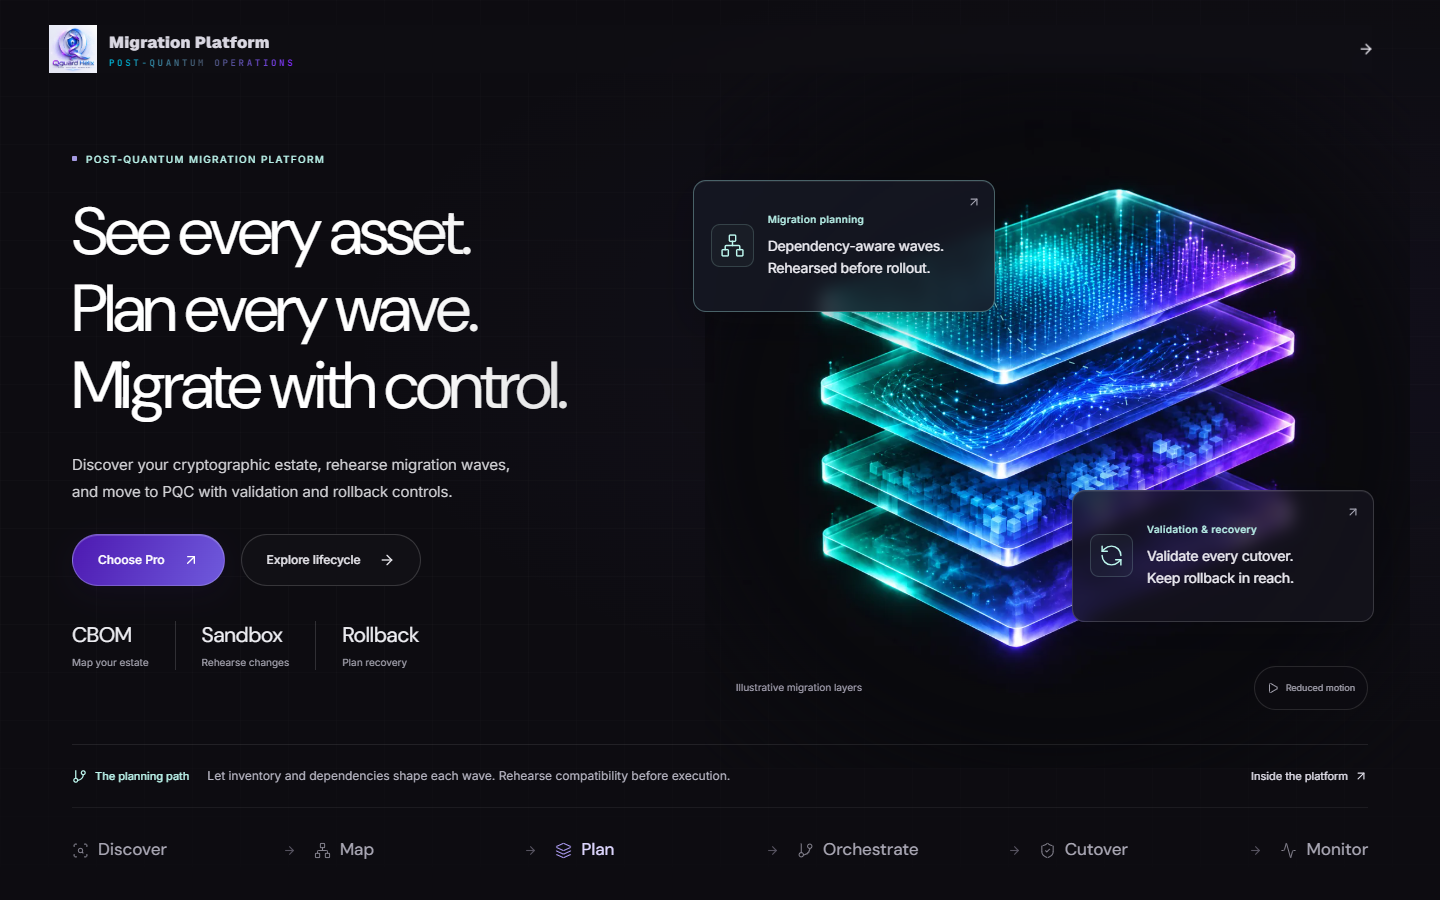 Qguard Helix
Migration Platform
POST-QUANTUM OPERATIONS
POST-QUANTUM MIGRATION PLATFORM
See every asset.
Plan every wave.
Migrate with control.
Discover your cryptographic estate, rehearse migration waves,
and move to PQC with validation and rollback controls.
Choose Pro
Explore lifecycle
CBOM
Map your estate
Sandbox
Rehearse changes
Rollback
Plan recovery
Migration planning
Dependency-aware waves.
Rehearsed before rollout.
Validation & recovery
Validate every cutover.
Keep rollback in reach.
Illustrative migration layers
Reduced motion
The planning path
Let inventory and dependencies shape each wave. Rehearse compatibility before execution.
Inside the platform
Discover
Map
Plan
Orchestrate
Cutover
Monitor